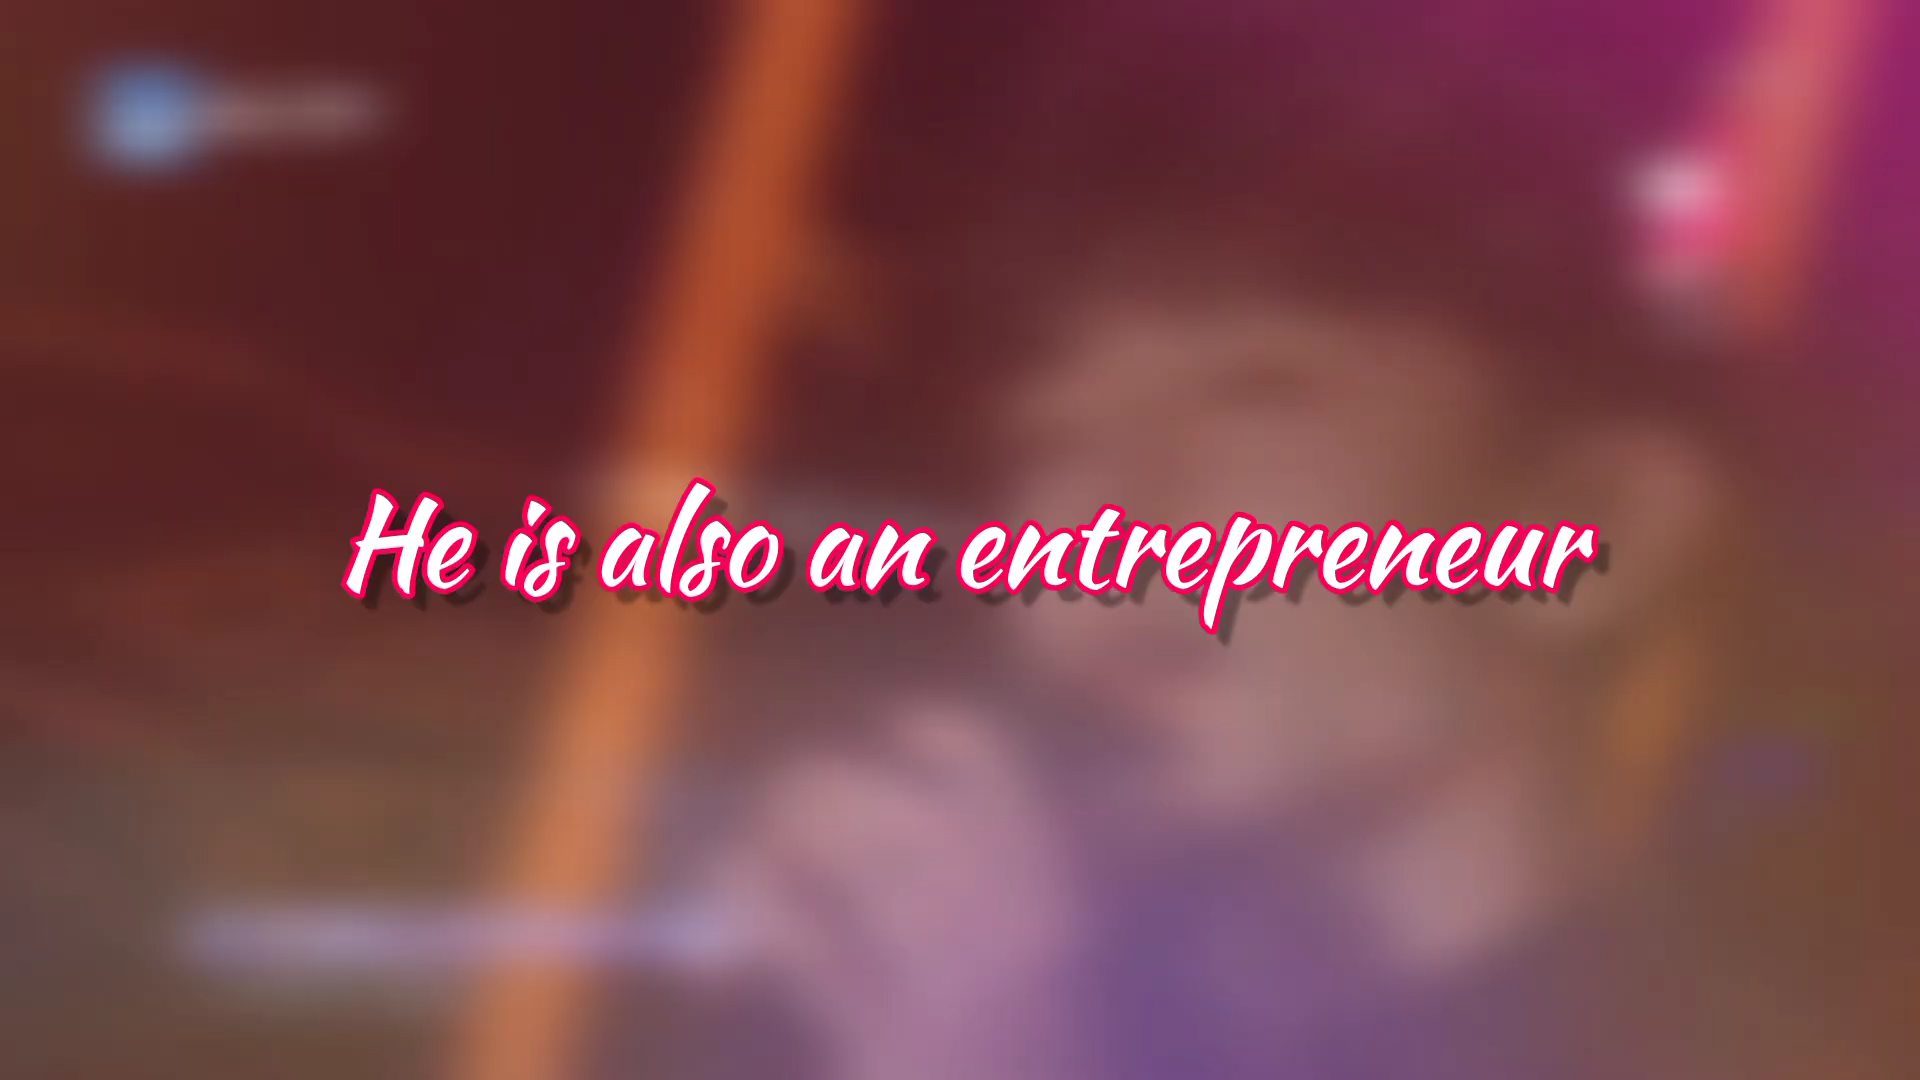 He is also an entrepreneur